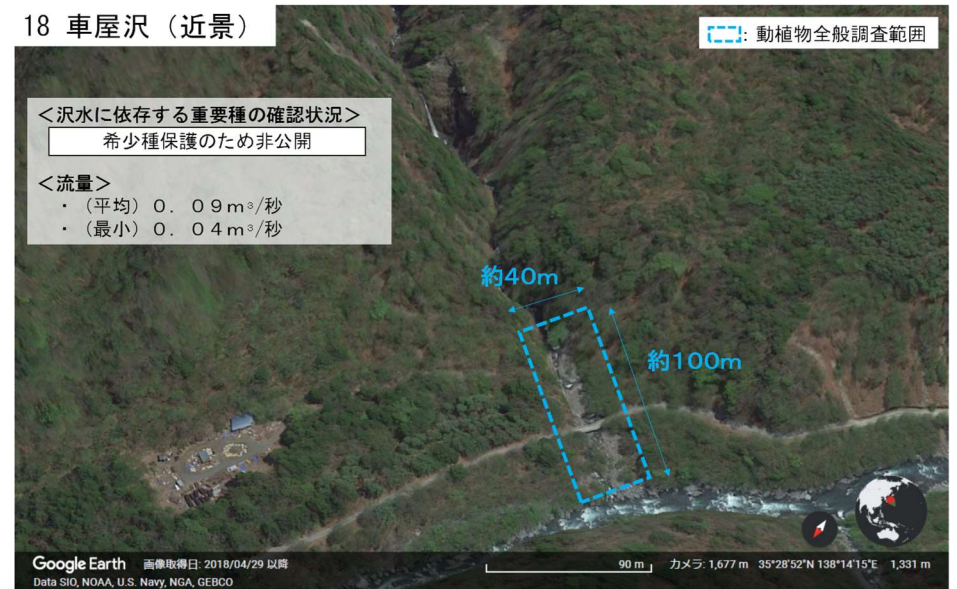 18 車屋沢（近景）
: 動植物全般調査範囲
＜沢水に依存する重要種の確認状況＞
希少種保護のため非公開
＜流量＞
・（平均）０．０９ｍ³/秒
・（最小）０．０４ｍ³/秒
約40m
約100m
Google Earth 画像取得日: 2018/04/29 以降
90 m カメラ: 1,677 m 35°28'52"N 138°14'15"E 1,331 m
Data SIO, NOAA, U.S. Navy, NGA, GEBCO